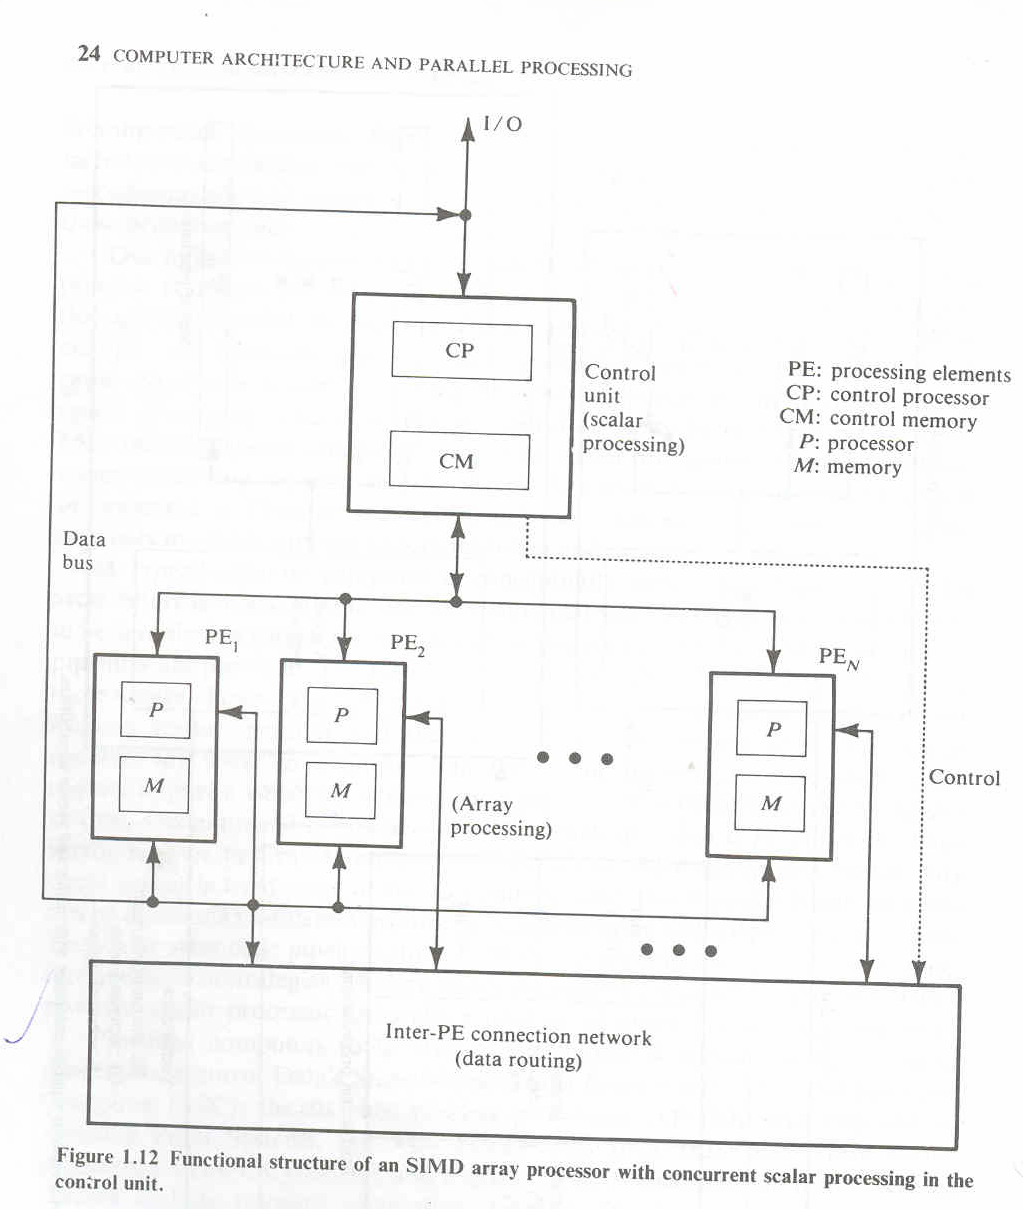 24 COMPUTER ARCHITECTURE AND PARALLEL PROCESSING
I/O
CP
CM
Control
unit
(scalar
processing)
PE: processing elements
CP: control processor
CM: control memory
P: processor
M: memory
Data
bus
PE1
P
M
PE2
P
M
(Array
processing)
PEN
P
M
Control
Inter-PE connection network
(data routing)
Figure 1.12 Functional structure of an SIMD array processor with concurrent scalar processing in the
control unit.